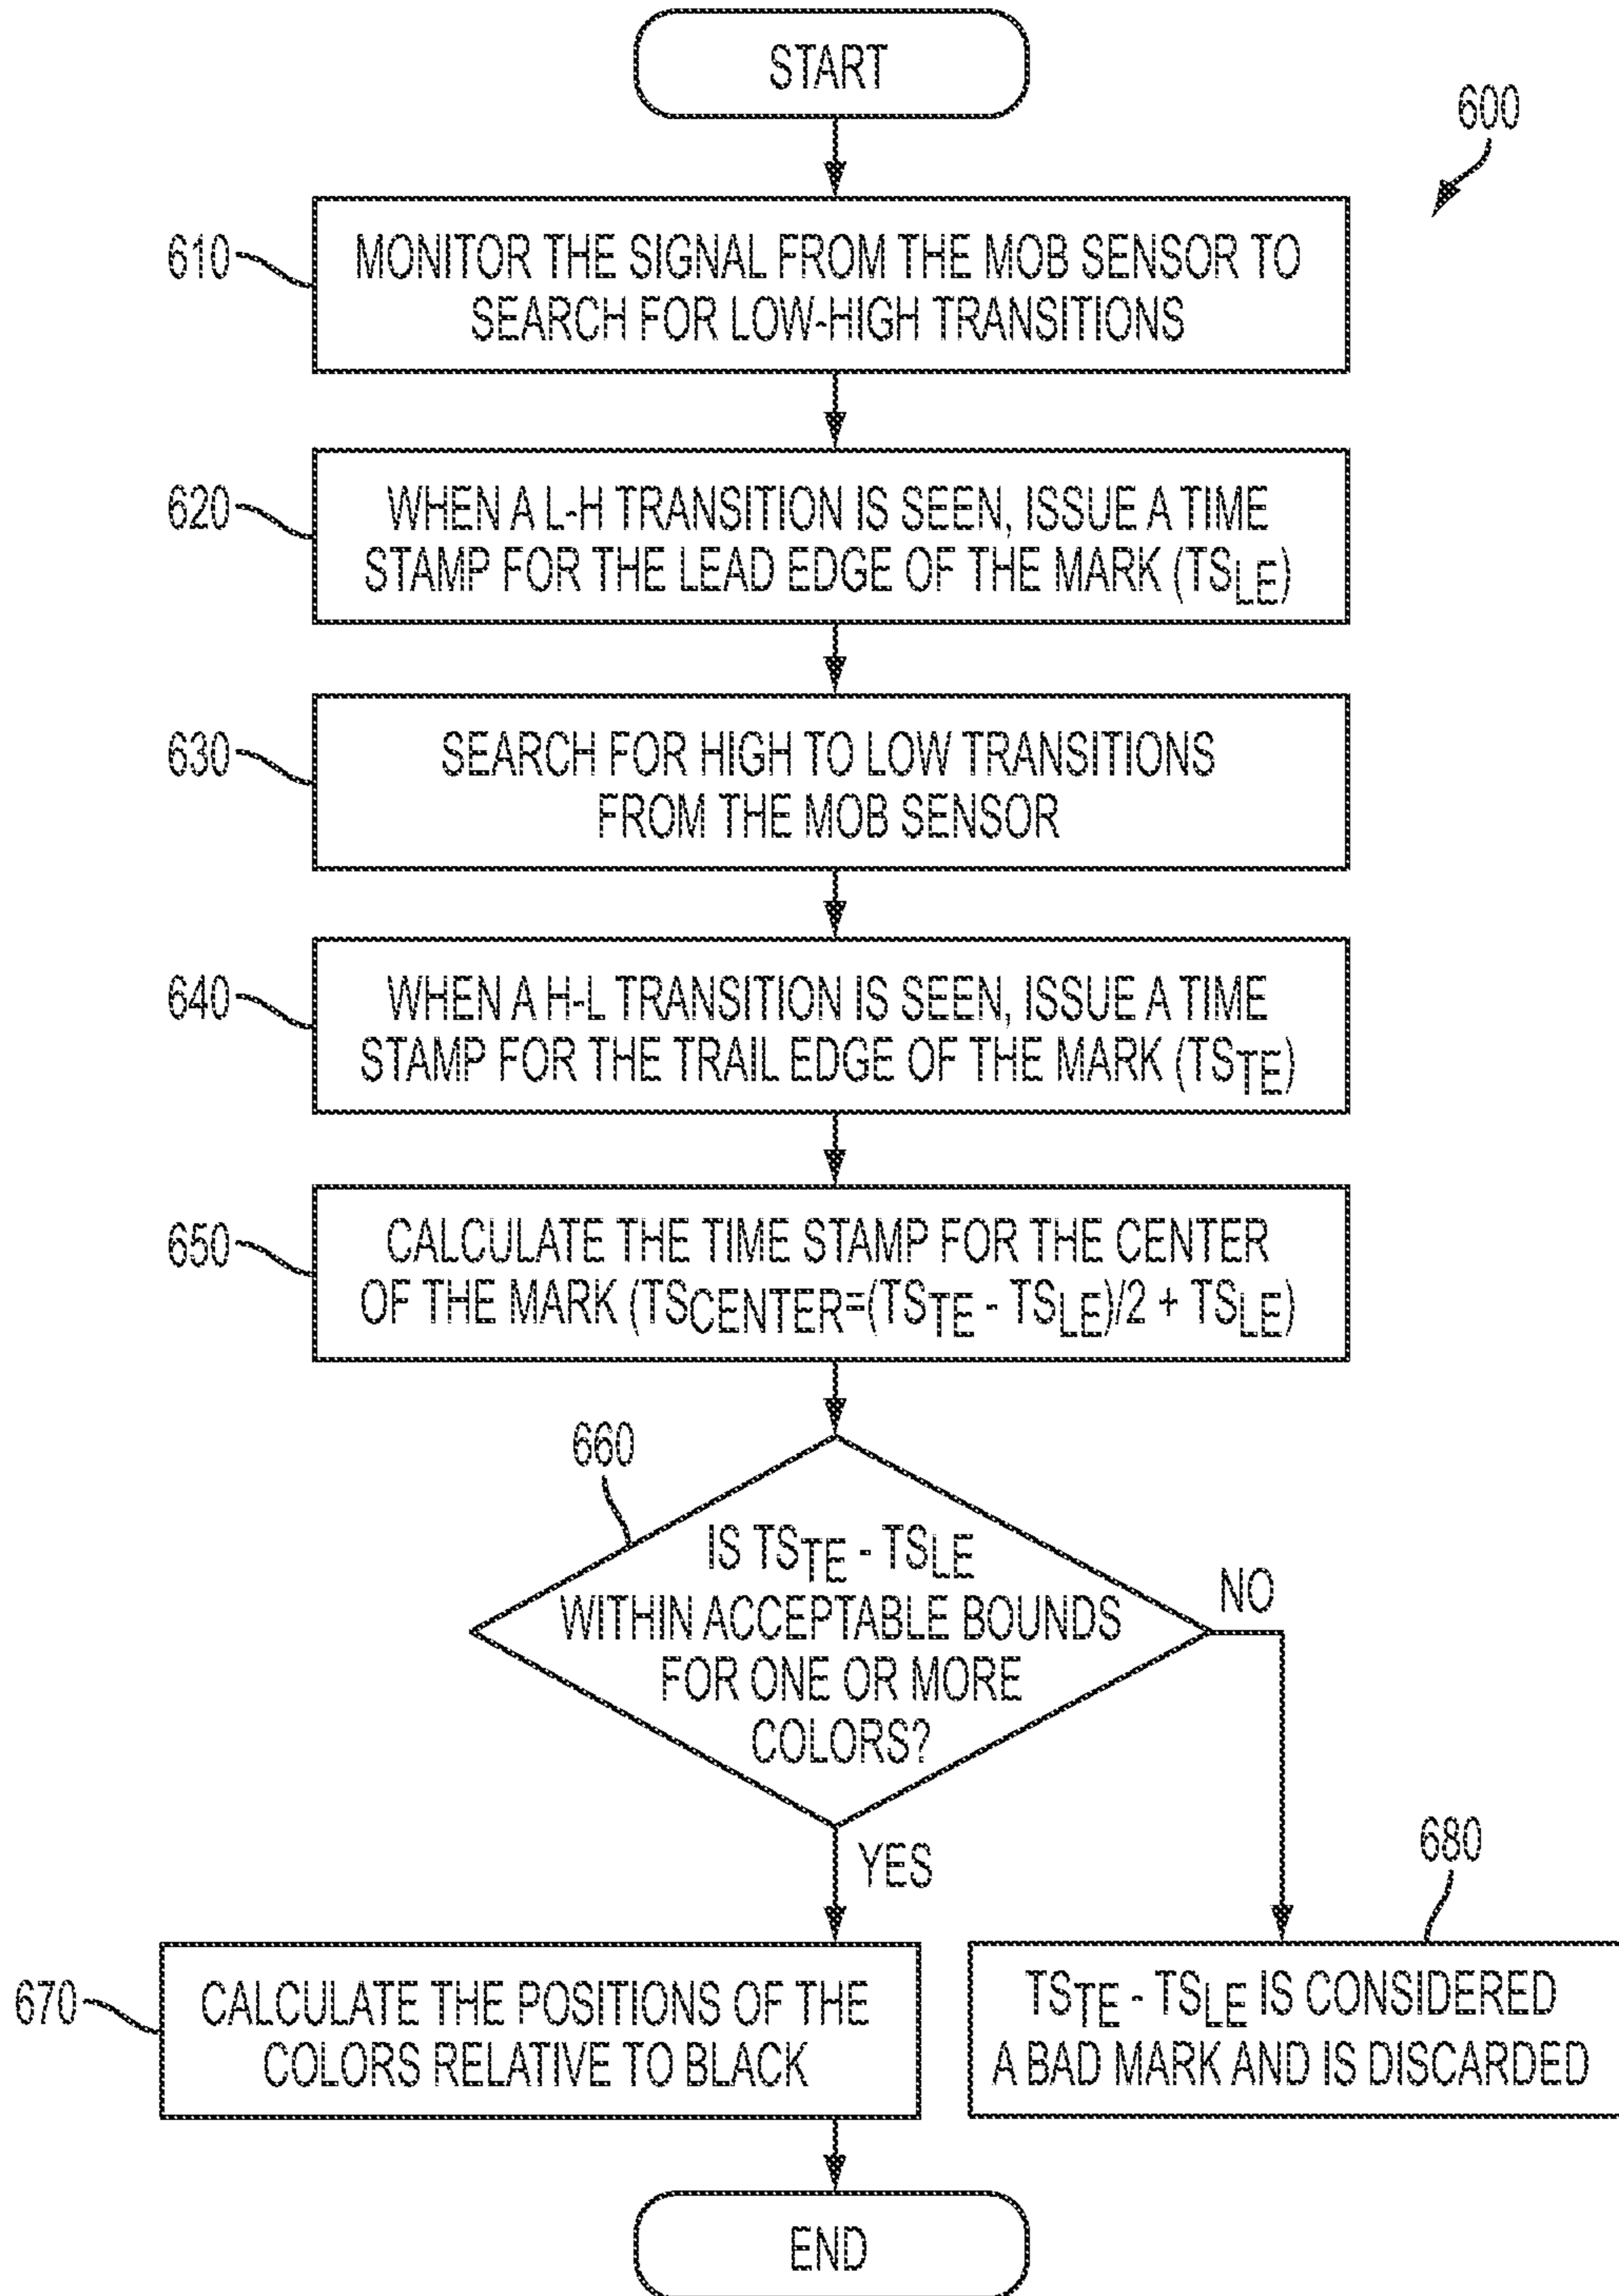 START
600
610
MONITOR THE SIGNAL FROM THE MOB SENSOR TO
SEARCH FOR LOW-HIGH TRANSITIONS
620
WHEN A L-H TRANSITION IS SEEN, ISSUE A TIME
STAMP FOR THE LEAD EDGE OF THE MARK (TSLE)
630
SEARCH FOR HIGH TO LOW TRANSITIONS
FROM THE MOB SENSOR
640
WHEN A H-L TRANSITION IS SEEN, ISSUE A TIME
STAMP FOR THE TRAIL EDGE OF THE MARK (TSTE)
650
CALCULATE THE TIME STAMP FOR THE CENTER
OF THE MARK (TSCENTER=(TSTE - TSLE)/2 + TSLE)
660
IS TSTE - TSLE
WITHIN ACCEPTABLE BOUNDS
FOR ONE OR MORE
COLORS?
NO
YES
670
CALCULATE THE POSITIONS OF THE
COLORS RELATIVE TO BLACK
680
TSTE - TSLE IS CONSIDERED
A BAD MARK AND IS DISCARDED
END